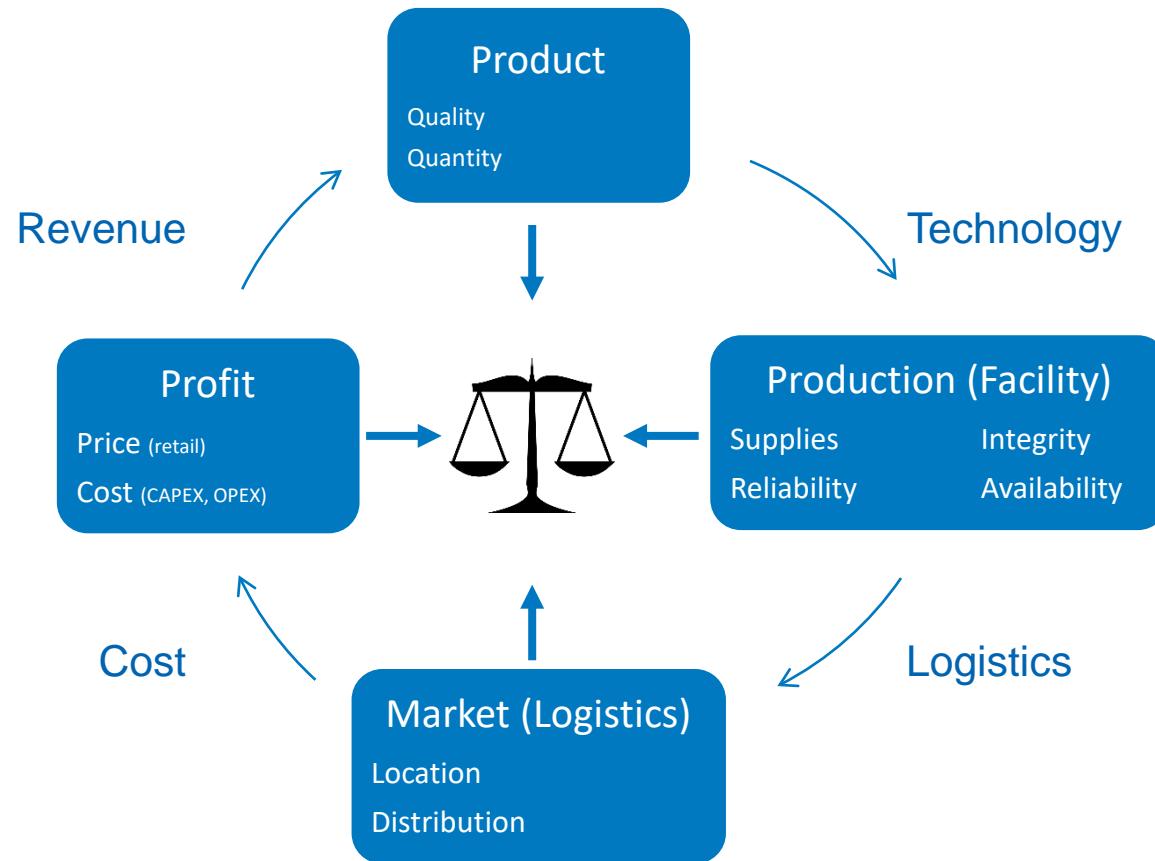 Product
Quality
Quantity
Revenue
Technology
Profit
Price (retail)
Cost (CAPEX, OPEX)
Production (Facility)
Supplies Integrity
Reliability Availability
Cost
Logistics
Market (Logistics)
Location
Distribution